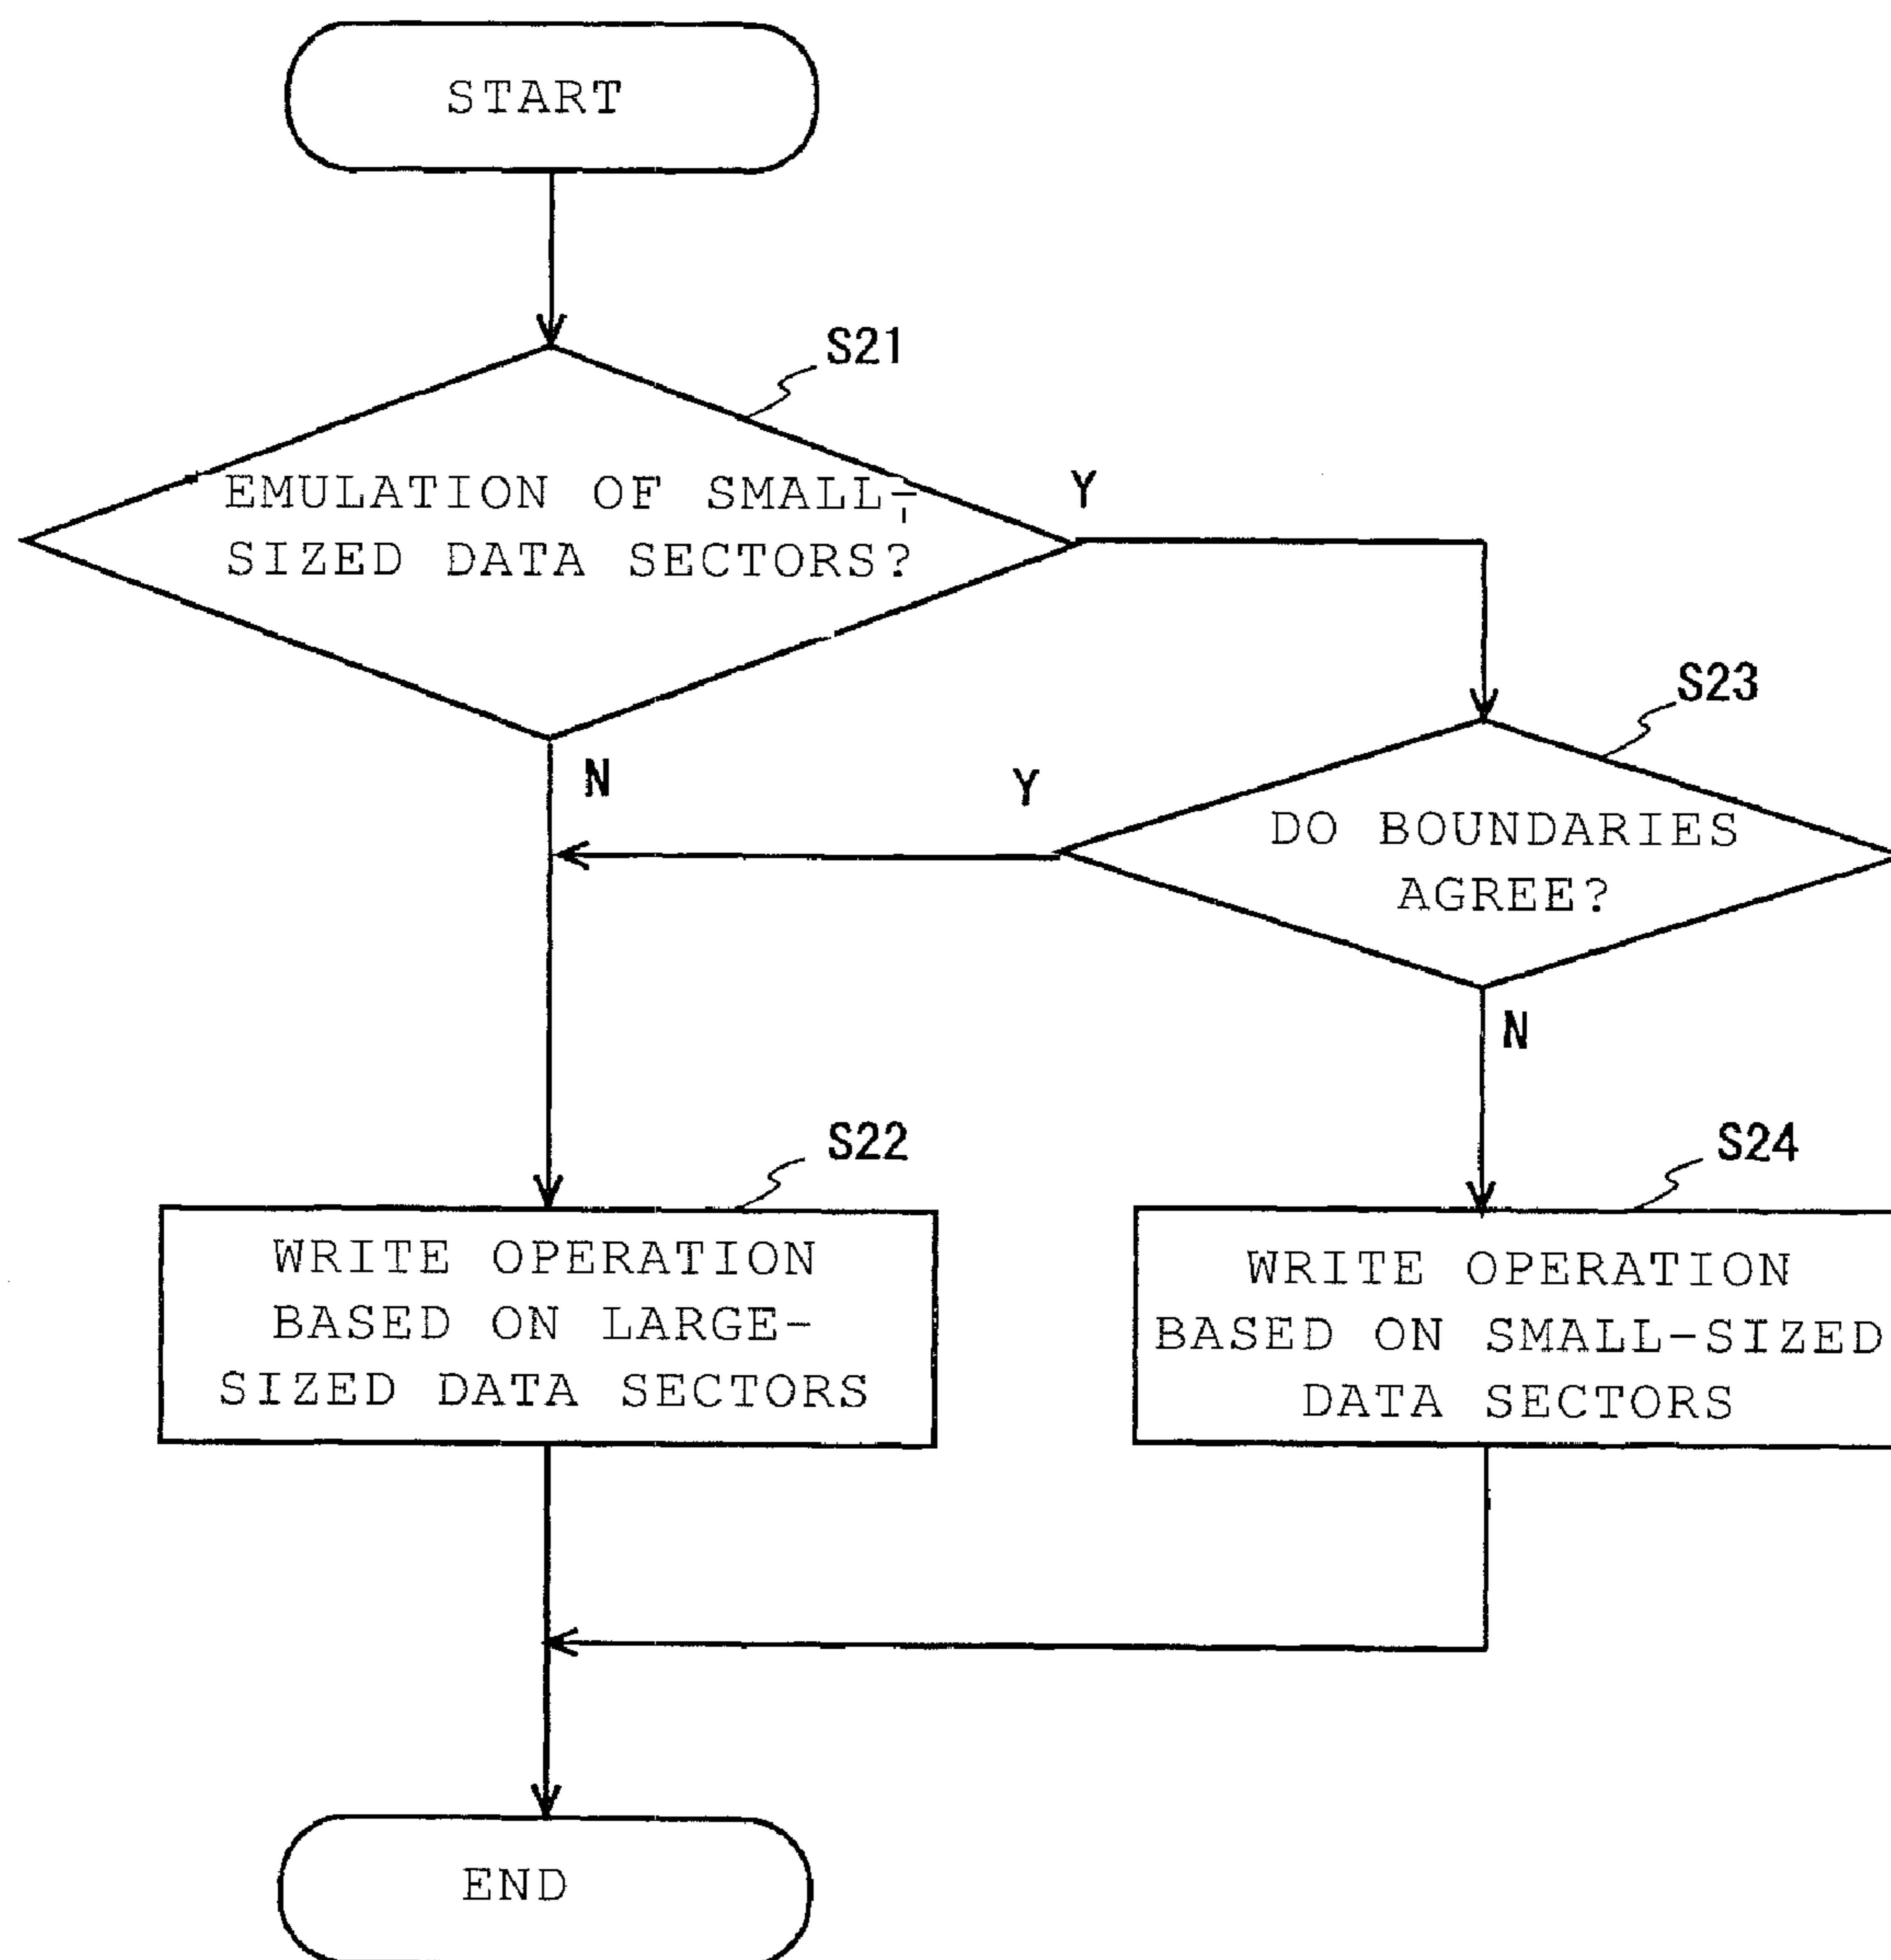 START
S21
EMULATION OF SMALL-
SIZED DATA SECTORS?
Y
N
S23
Y
DO BOUNDARIES
AGREE?
N
S22
WRITE OPERATION
BASED ON LARGE-
SIZED DATA SECTORS
S24
WRITE OPERATION
BASED ON SMALL-SIZED
DATA SECTORS
END